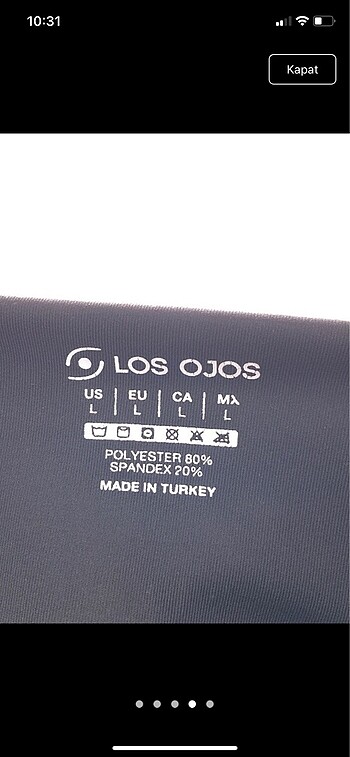 10:31
Kapat
LOS OJOS
US EU CA MX
L L L L
POLYESTER 80%
SPANDEX 20%
MADE IN TURKEY